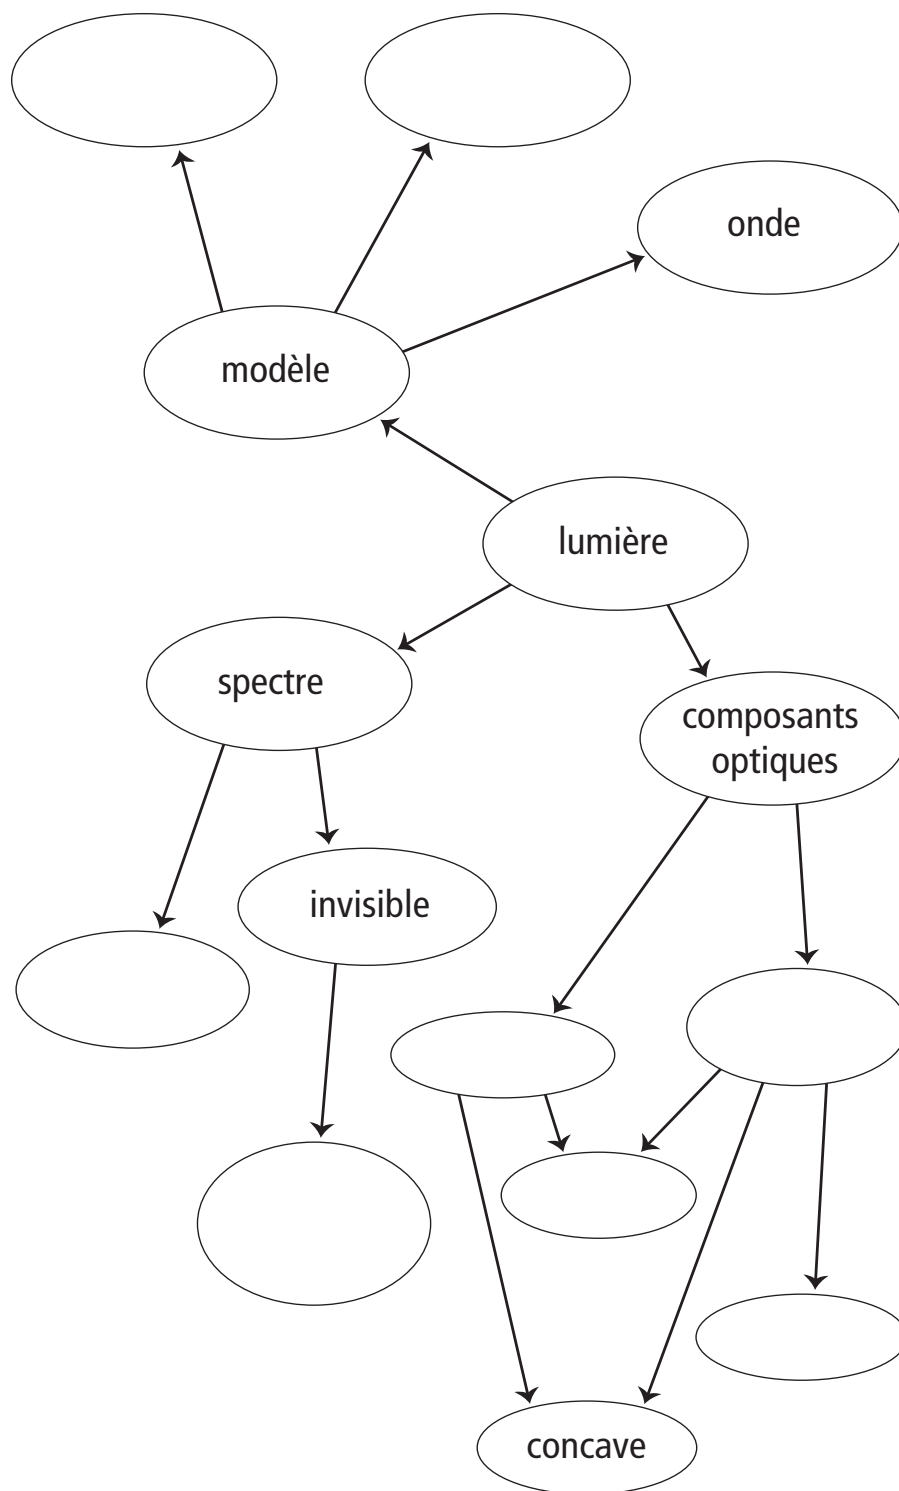 onde
modèle
lumière
spectre
composants
optiques
invisible
concave